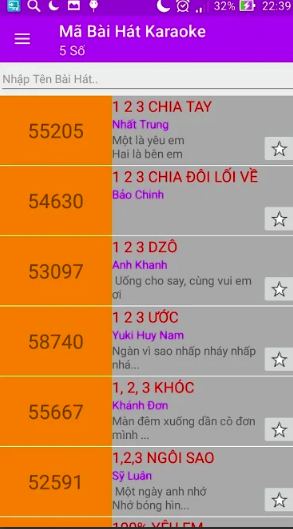 32% 22:39
Mã Bài Hát Karaoke
5 Số
Nhập Tên Bài Hát..
55205
1 2 3 CHIA TAY
Nhất Trung
Một là yêu em
Hai là bên em
54630
1 2 3 CHIA ĐÔI LỐI VỀ
Bảo Chinh
53097
1 2 3 DZÔ
Anh Khanh
Uống cho say, cùng vui em
ơi
58740
1 2 3 ƯỚC
Yuki Huy Nam
Ngàn vì sao nhấp nháy nhấp
nhá...
55667
1, 2, 3 KHÓC
Khánh Đơn
Màn đêm xuống dần cô đơn
mình ...
52591
1,2,3 NGÔI SAO
Sỹ Luân
Một ngày anh nhớ
Nhớ bóng hìn...
100% YÊU EM